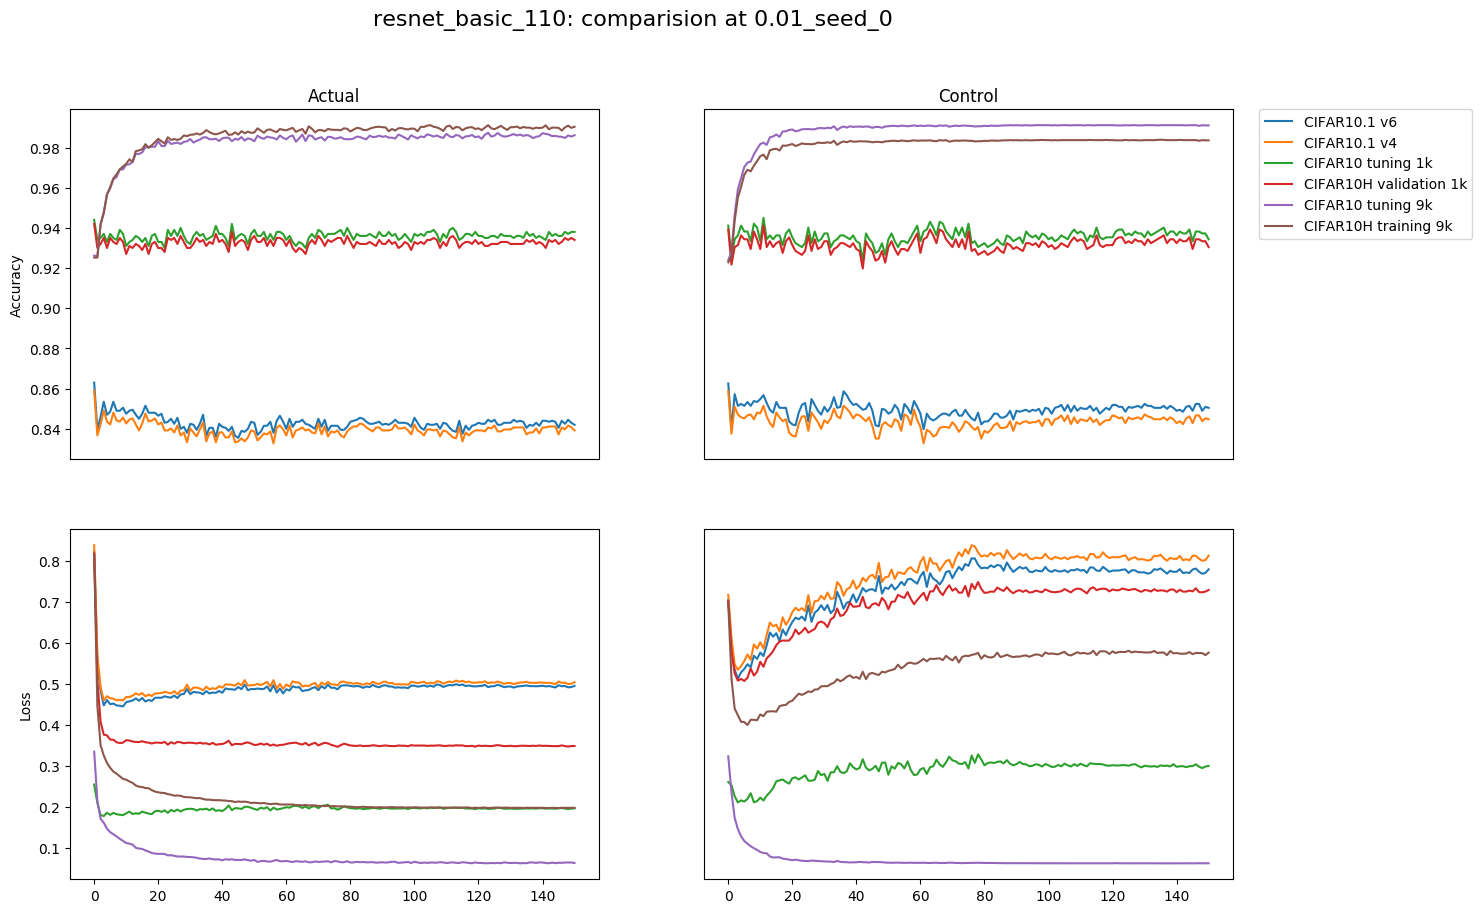 resnet_basic_110: comparision at 0.01_seed_0
Actual
Control
Accuracy
0.98
0.96
0.94
0.92
0.90
0.88
0.86
0.84
CIFAR10.1 v6
CIFAR10.1 v4
CIFAR10 tuning 1k
CIFAR10H validation 1k
CIFAR10 tuning 9k
CIFAR10H training 9k
Loss
0.8
0.7
0.6
0.5
0.4
0.3
0.2
0.1
0 20 40 60 80 100 120 140
0 20 40 60 80 100 120 140